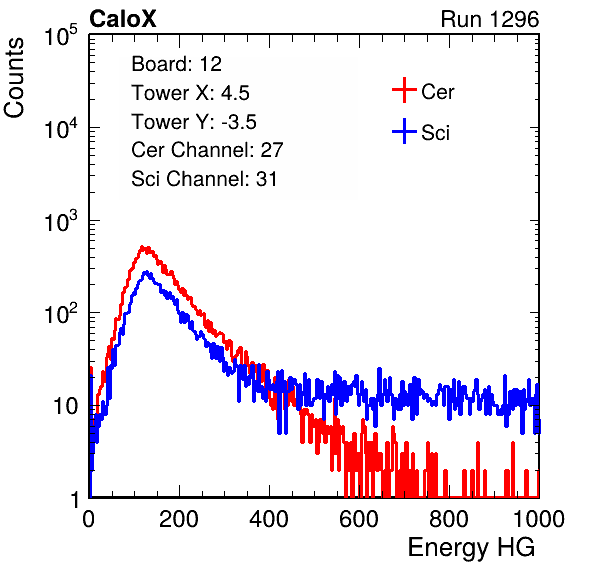 CaloX Run 1296
Counts
10^5
10^4
10^3
10^2
10
1
Board: 12
Tower X: 4.5
Tower Y: -3.5
Cer Channel: 27
Sci Channel: 31
Cer
Sci
0 200 400 600 800 1000
Energy HG